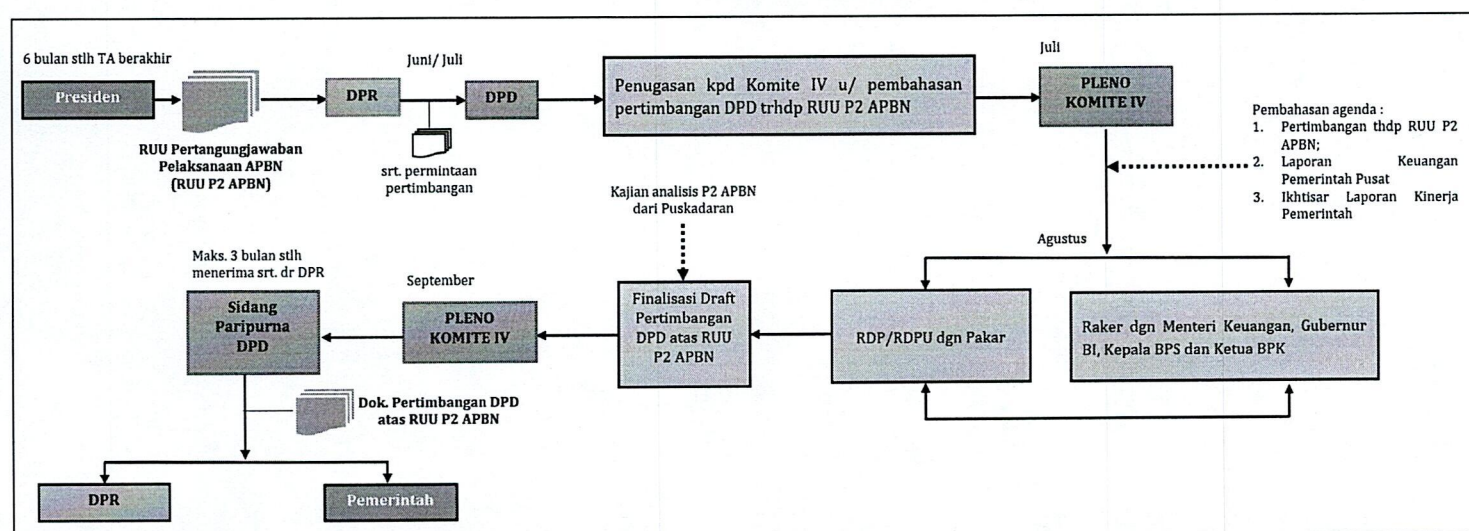 6 bulan stlh TA berakhir
Presiden
RUU Pertangungjawaban
Pelaksanaan APBN
(RUU P2 APBN)
DPR
Juni/ Juli
srt. permintaan
pertimbangan
DPD
Penugasan kpd Komite IV u/ pembahasan
pertimbangan DPD trhdp RUU P2 APBN
Juli
PLENO
KOMITE IV
Pembahasan agenda :
1. Pertimbangan thdp RUU P2
APBN;
2. Laporan Keuangan
Pemerintah Pusat
3. Ikhtisar Laporan Kinerja
Pemerintah
Agustus
Raker dgn Menteri Keuangan, Gubernur
BI, Kepala BPS dan Ketua BPK
RDP/RDPU dgn Pakar
Kajian analisis P2 APBN
dari Puskadaran
Finalisasi Draft
Pertimbangan
DPD atas RUU
P2 APBN
September
PLENO
KOMITE IV
Maks. 3 bulan stlh
menerima srt. dr DPR
Sidang
Paripurna
DPD
Dok. Pertimbangan DPD
atas RUU P2 APBN
DPR
Pemerintah